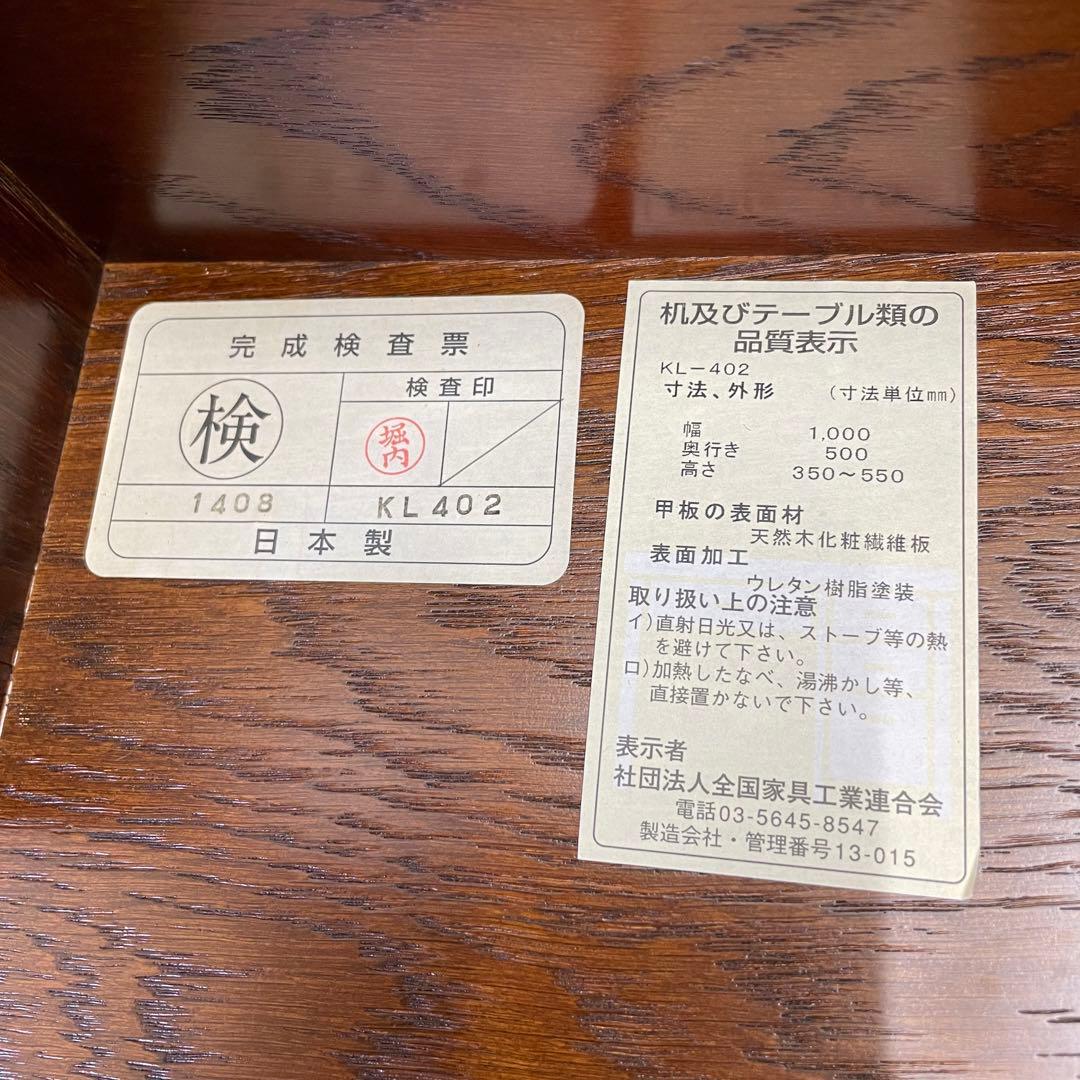 完成検査票
検
検査印
堀内
1408
KL402
日本製
机及びテーブル類の
品質表示
KL-402
寸法、外形 (寸法単位mm)
幅 1,000
奥行き 500
高さ 350〜550
甲板の表面材
天然木化粧繊維板
表面加工
ウレタン樹脂塗装
取り扱い上の注意
イ)直射日光又は、ストーブ等の熱
を避けて下さい。
ロ)加熱したなべ、湯沸かし等、
直接置かないで下さい。
表示者
社団法人全国家具工業連合会
電話03-5645-8547
製造会社・管理番号13-015